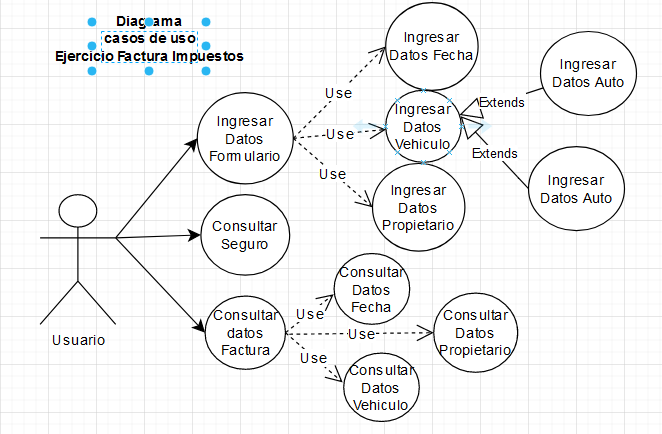 Diagrama
casos de uso
Ejercicio Factura Impuestos
Ingresar
Datos Fecha
Use
Ingresar
Datos
Formulario
Use
Ingresar
Datos
Vehiculo
Extends
Ingresar
Datos Auto
Extends
Ingresar
Datos Auto
Use
Ingresar
Datos
Propietario
Consultar
Seguro
Usuario
Consultar
datos
Factura
Use
Consultar
Datos
Fecha
Use
Consultar
Datos
Propietario
Use
Consultar
Datos
Vehiculo